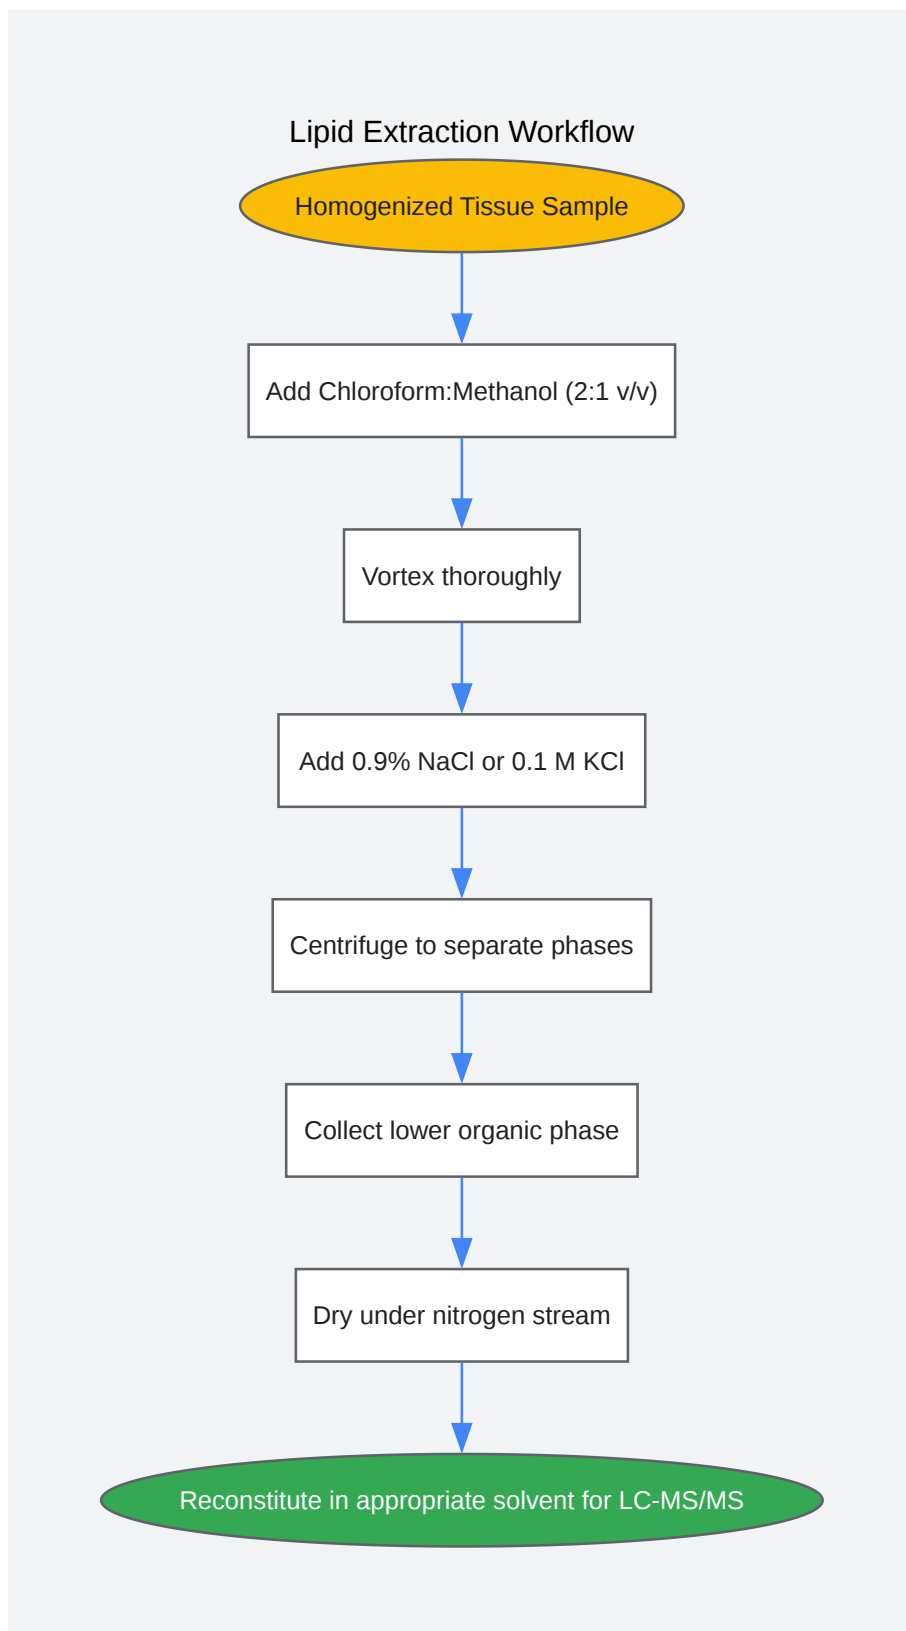 Lipid Extraction Workflow
Homogenized Tissue Sample
Add Chloroform:Methanol (2:1 v/v)
Vortex thoroughly
Add 0.9% NaCl or 0.1 M KCl
Centrifuge to separate phases
Collect lower organic phase
Dry under nitrogen stream
Reconstitute in appropriate solvent for LC-MS/MS